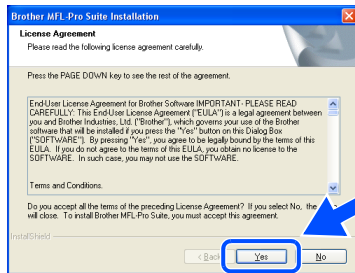 Brother MFL-Pro Suite Installation
License Agreement
Please read the following license agreement carefully.
Press the PAGE DOWN key to see the rest of the agreement.
End-User License Agreement for Brother Software IMPORTANT - PLEASE READ
CAREFULLY: This End-User License Agreement ("EULA") is a legal agreement between
you and Brother Industries, Ltd. ("Brother"), which governs your use of the Brother
software that will be installed if you press the "Yes" button on this Dialog Box
("SOFTWARE"). By pressing "Yes", you agree to be legally bound by the terms of this
EULA. If you do not agree to the terms of this EULA, you obtain no license to the
SOFTWARE. In such case, you may not use the SOFTWARE.
Terms and Conditions.
Do you accept all the terms of the preceding License Agreement? If you select No, the
will close. To install Brother MFL-Pro Suite, you must accept this agreement.
InstallShield
< Back
Yes
No